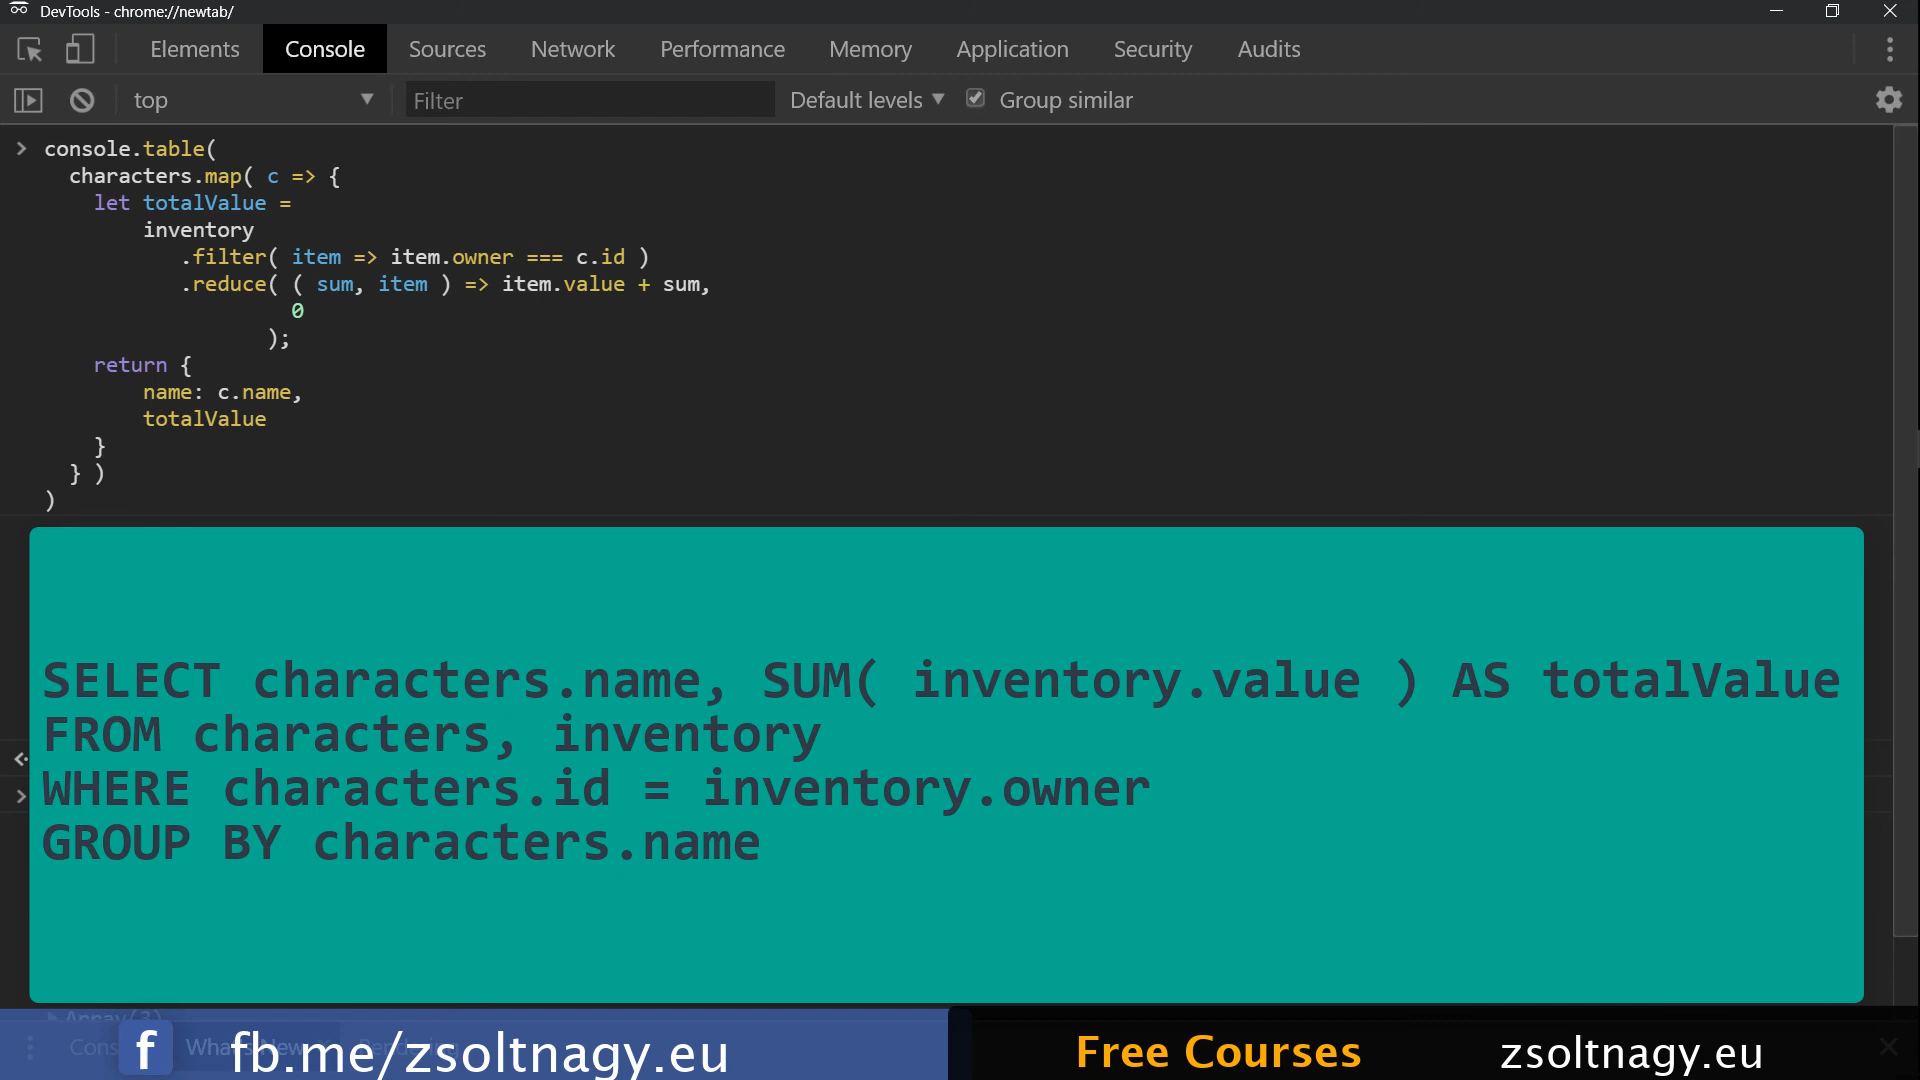 DevTools - chrome://newtab/
Elements Console Sources Network Performance Memory Application Security Audits
top Filter Default levels Group similar
console.table(
characters.map( c => {
let totalValue =
inventory
.filter( item => item.owner === c.id )
.reduce( ( sum, item ) => item.value + sum,
0
);
return {
name: c.name,
totalValue
}
} )
)
SELECT characters.name, SUM( inventory.value ) AS totalValue
FROM characters, inventory
WHERE characters.id = inventory.owner
GROUP BY characters.name
Array(3)
f fb.me/zsoltnagy.eu Free Courses zsoltnagy.eu